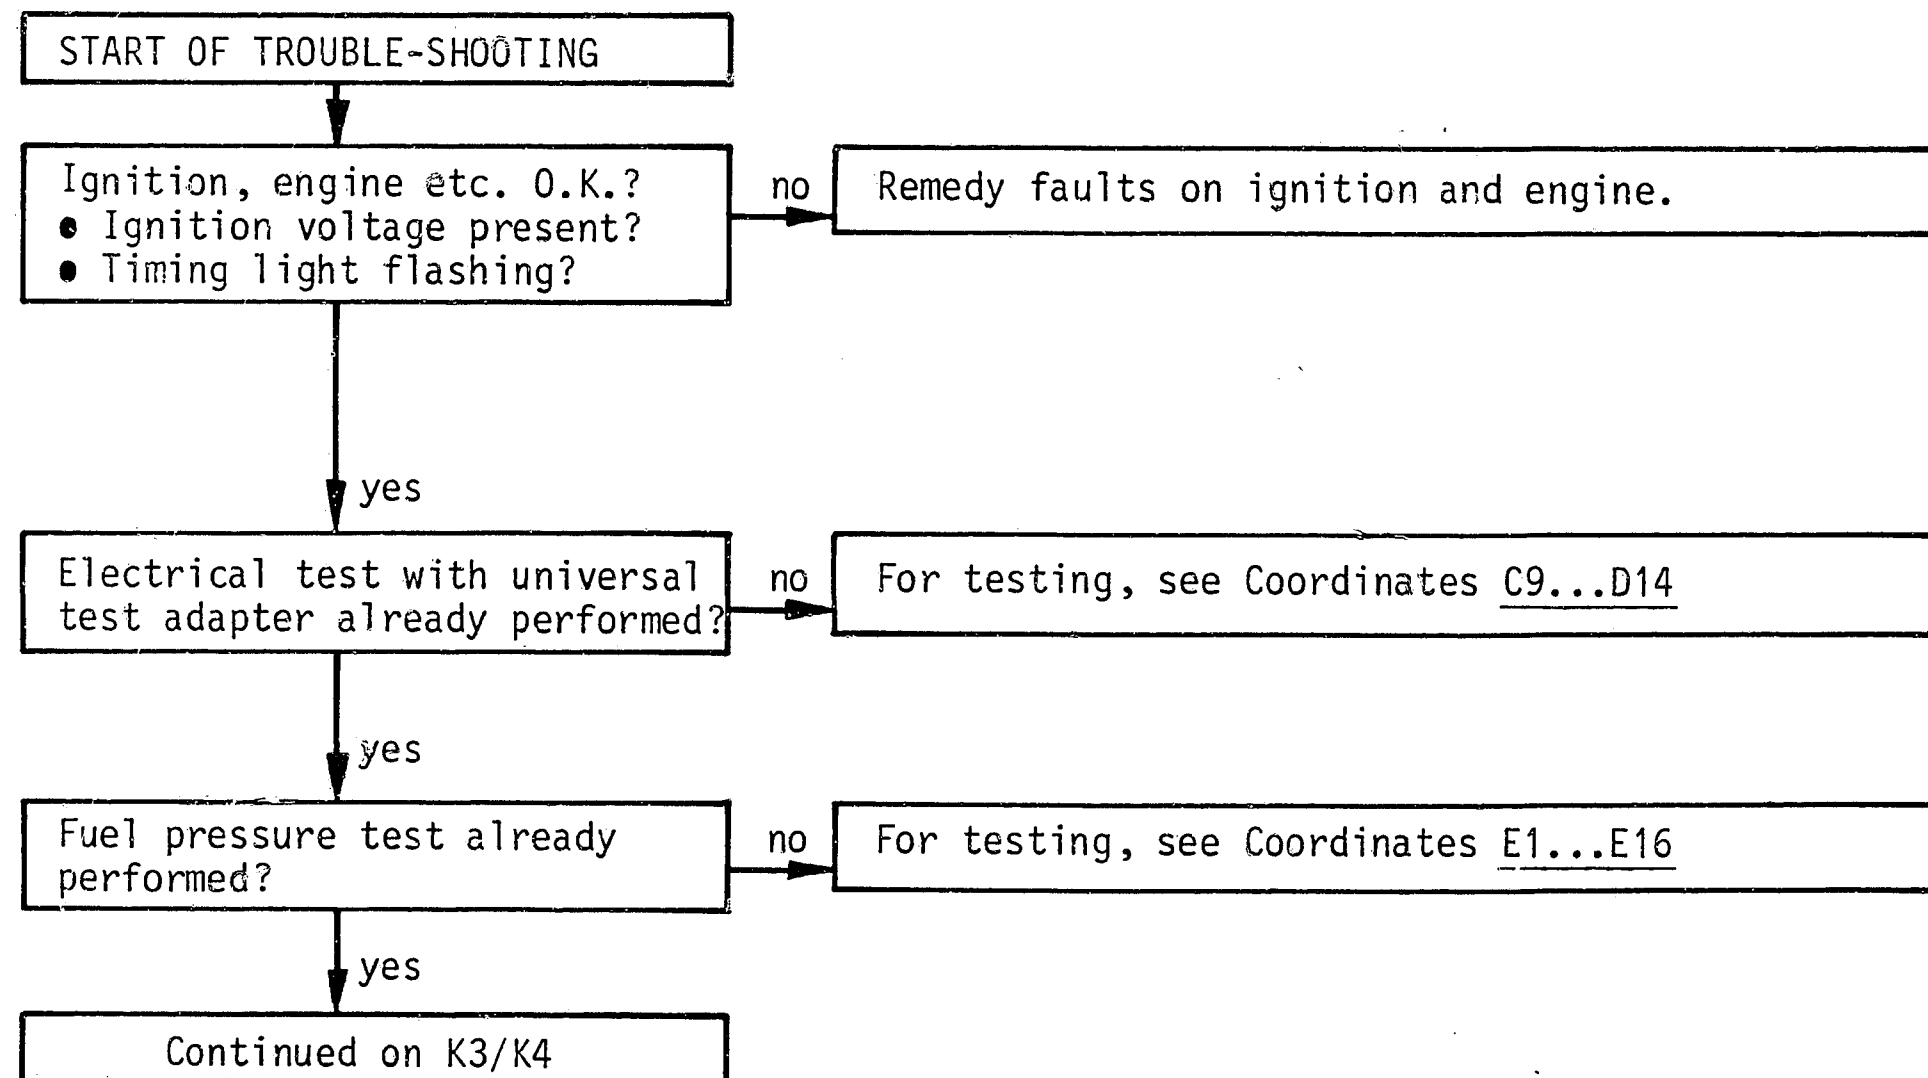 START OF TROUBLE-SHOOTING
Ignition, engine etc. O.K.?
● Ignition voltage present?
● Timing light flashing?
no
Remedy faults on ignition and engine.
yes
Electrical test with universal
test adapter already performed?
no
For testing, see Coordinates C9...D14
yes
Fuel pressure test already
performed?
no
For testing, see Coordinates E1...E16
yes
Continued on K3/K4